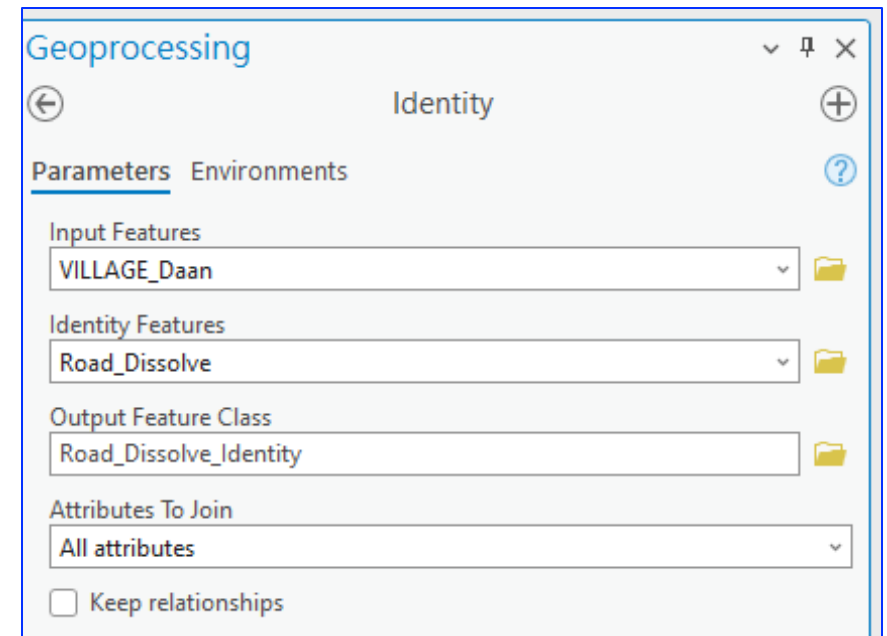 Geoprocessing
Identity
Parameters Environments
Input Features
VILLAGE_Daan
Identity Features
Road_Dissolve
Output Feature Class
Road_Dissolve_Identity
Attributes To Join
All attributes
Keep relationships